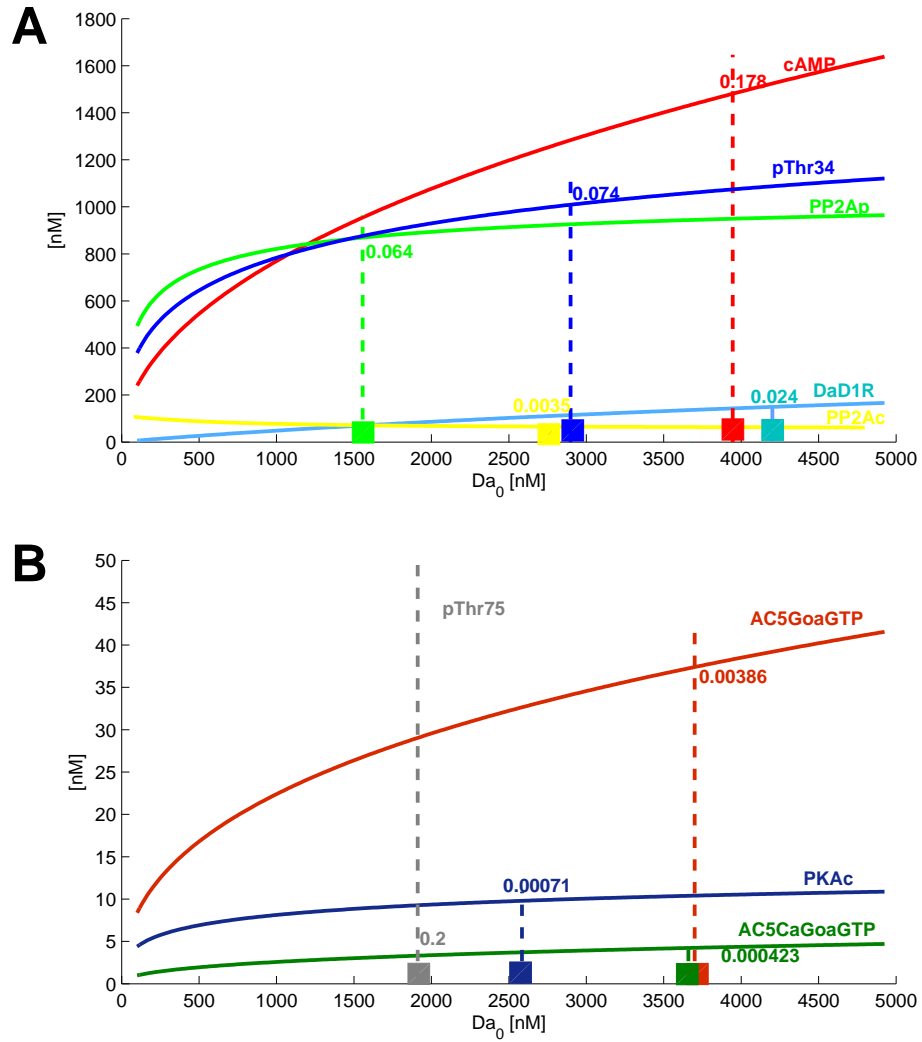 A
1800
1600
1400
1200
1000
800
600
400
200
0
[nM]
cAMP
0.178
pThr34
0.074
PP2Ap
0.064
DaD1R
0.024
0.0035
PP2Ac
0 500 1000 1500 2000 2500 3000 3500 4000 4500 5000
Da0 [nM]
B
50
45
40
35
30
25
20
15
10
5
0
[nM]
pThr75
AC5GoaGTP
0.00386
0.00071
PKAc
0.2
AC5CaGoaGTP
0.000423
0 500 1000 1500 2000 2500 3000 3500 4000 4500 5000
Da0 [nM]